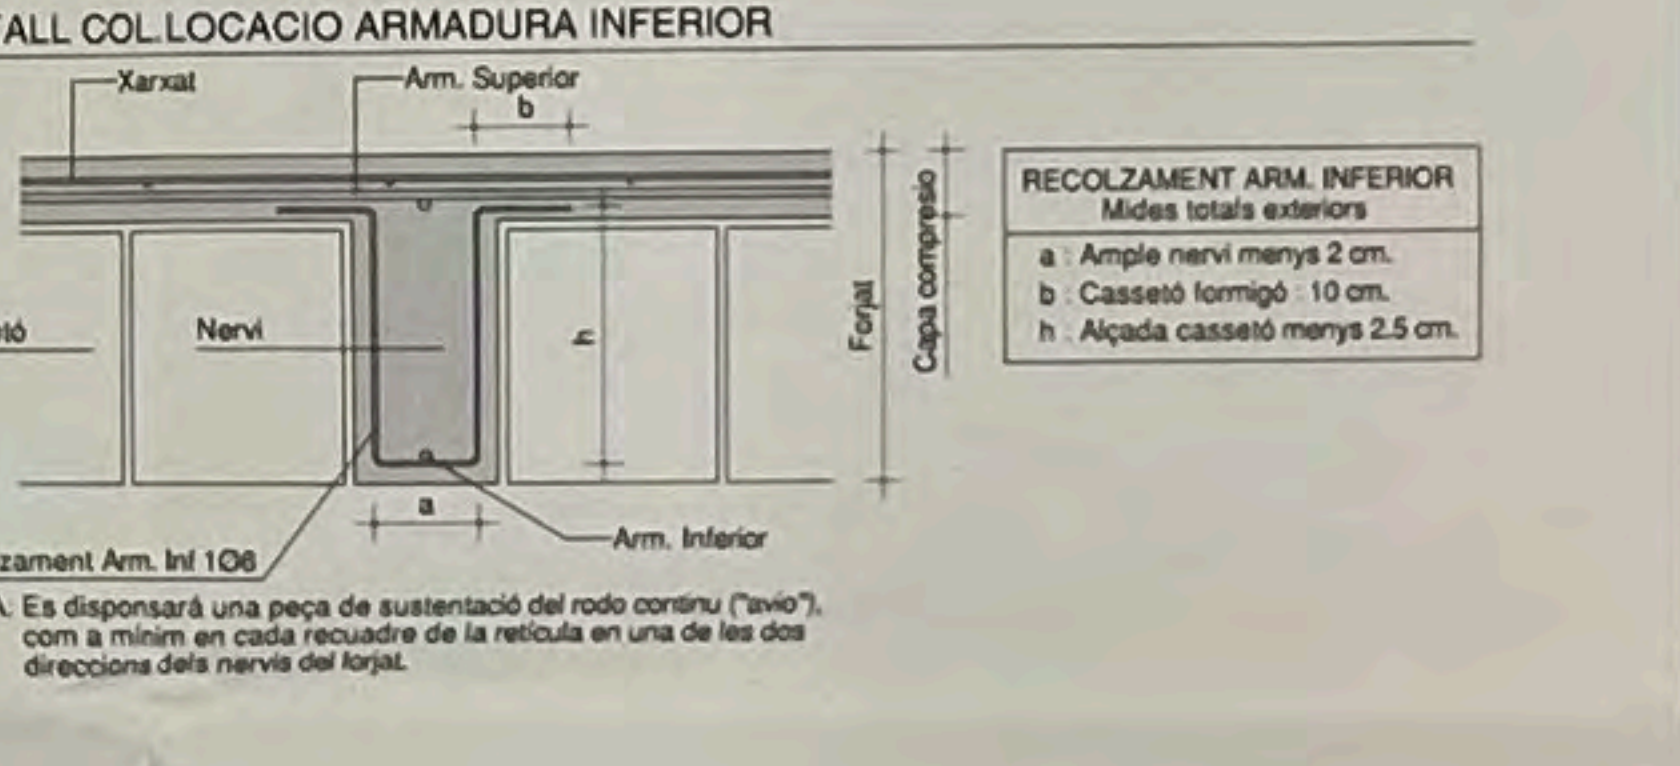 TALL COL.LOCACIO ARMADURA INFERIOR
Xarxat
Arm. Superior
b
RECOLZAMENT ARM. INFERIOR
Mides totals exteriors
a : Ample nervi menys 2 cm.
b : Cassetó formigó : 10 cm.
h : Alçada cassetó menys 2.5 cm.
Forjat
Capa compresio
tó
Nervi
h
a
Arm. Inferior
zament Arm. Inf 1Ø6
A: Es disponsará una peça de sustentació del rodo continu ("avio"),
com a mínim en cada recuadre de la retícula en una de les dos
direccions dels nervis del forjat.